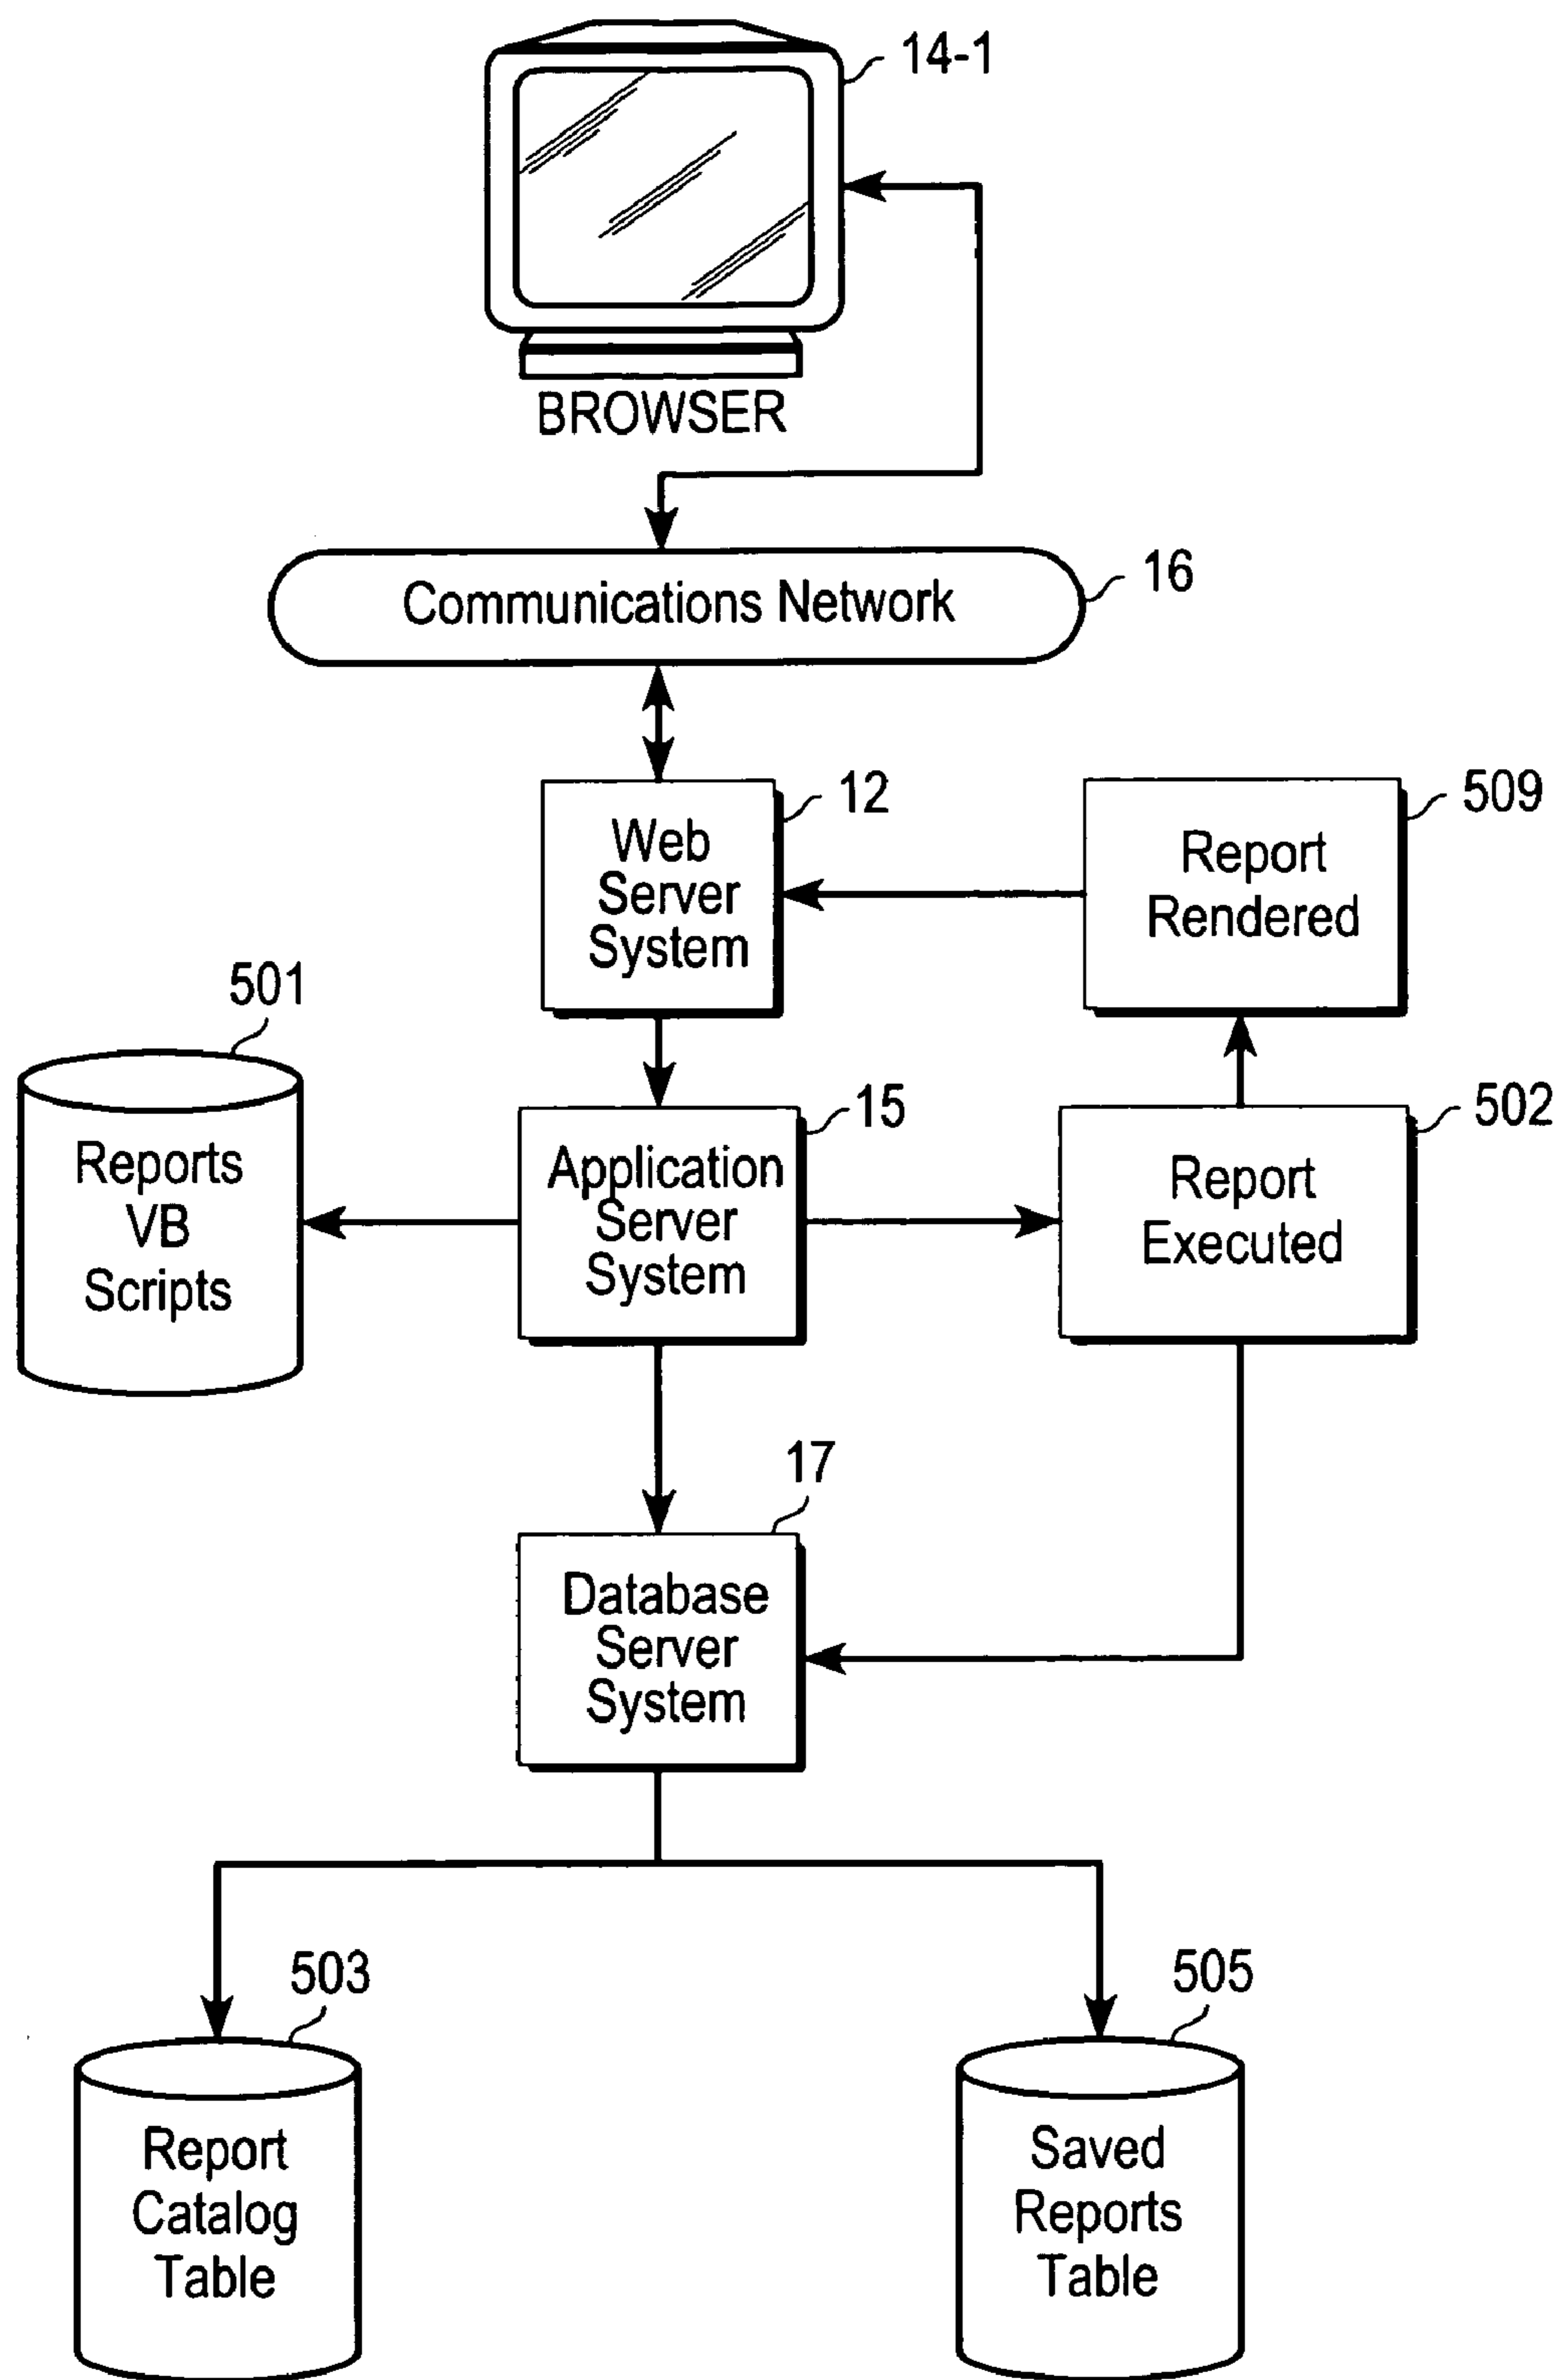 14-1
BROWSER
Communications Network
16
12
Web
Server
System
509
Report
Rendered
501
Reports
VB
Scripts
15
Application
Server
System
502
Report
Executed
17
Database
Server
System
503
Report
Catalog
Table
505
Saved
Reports
Table